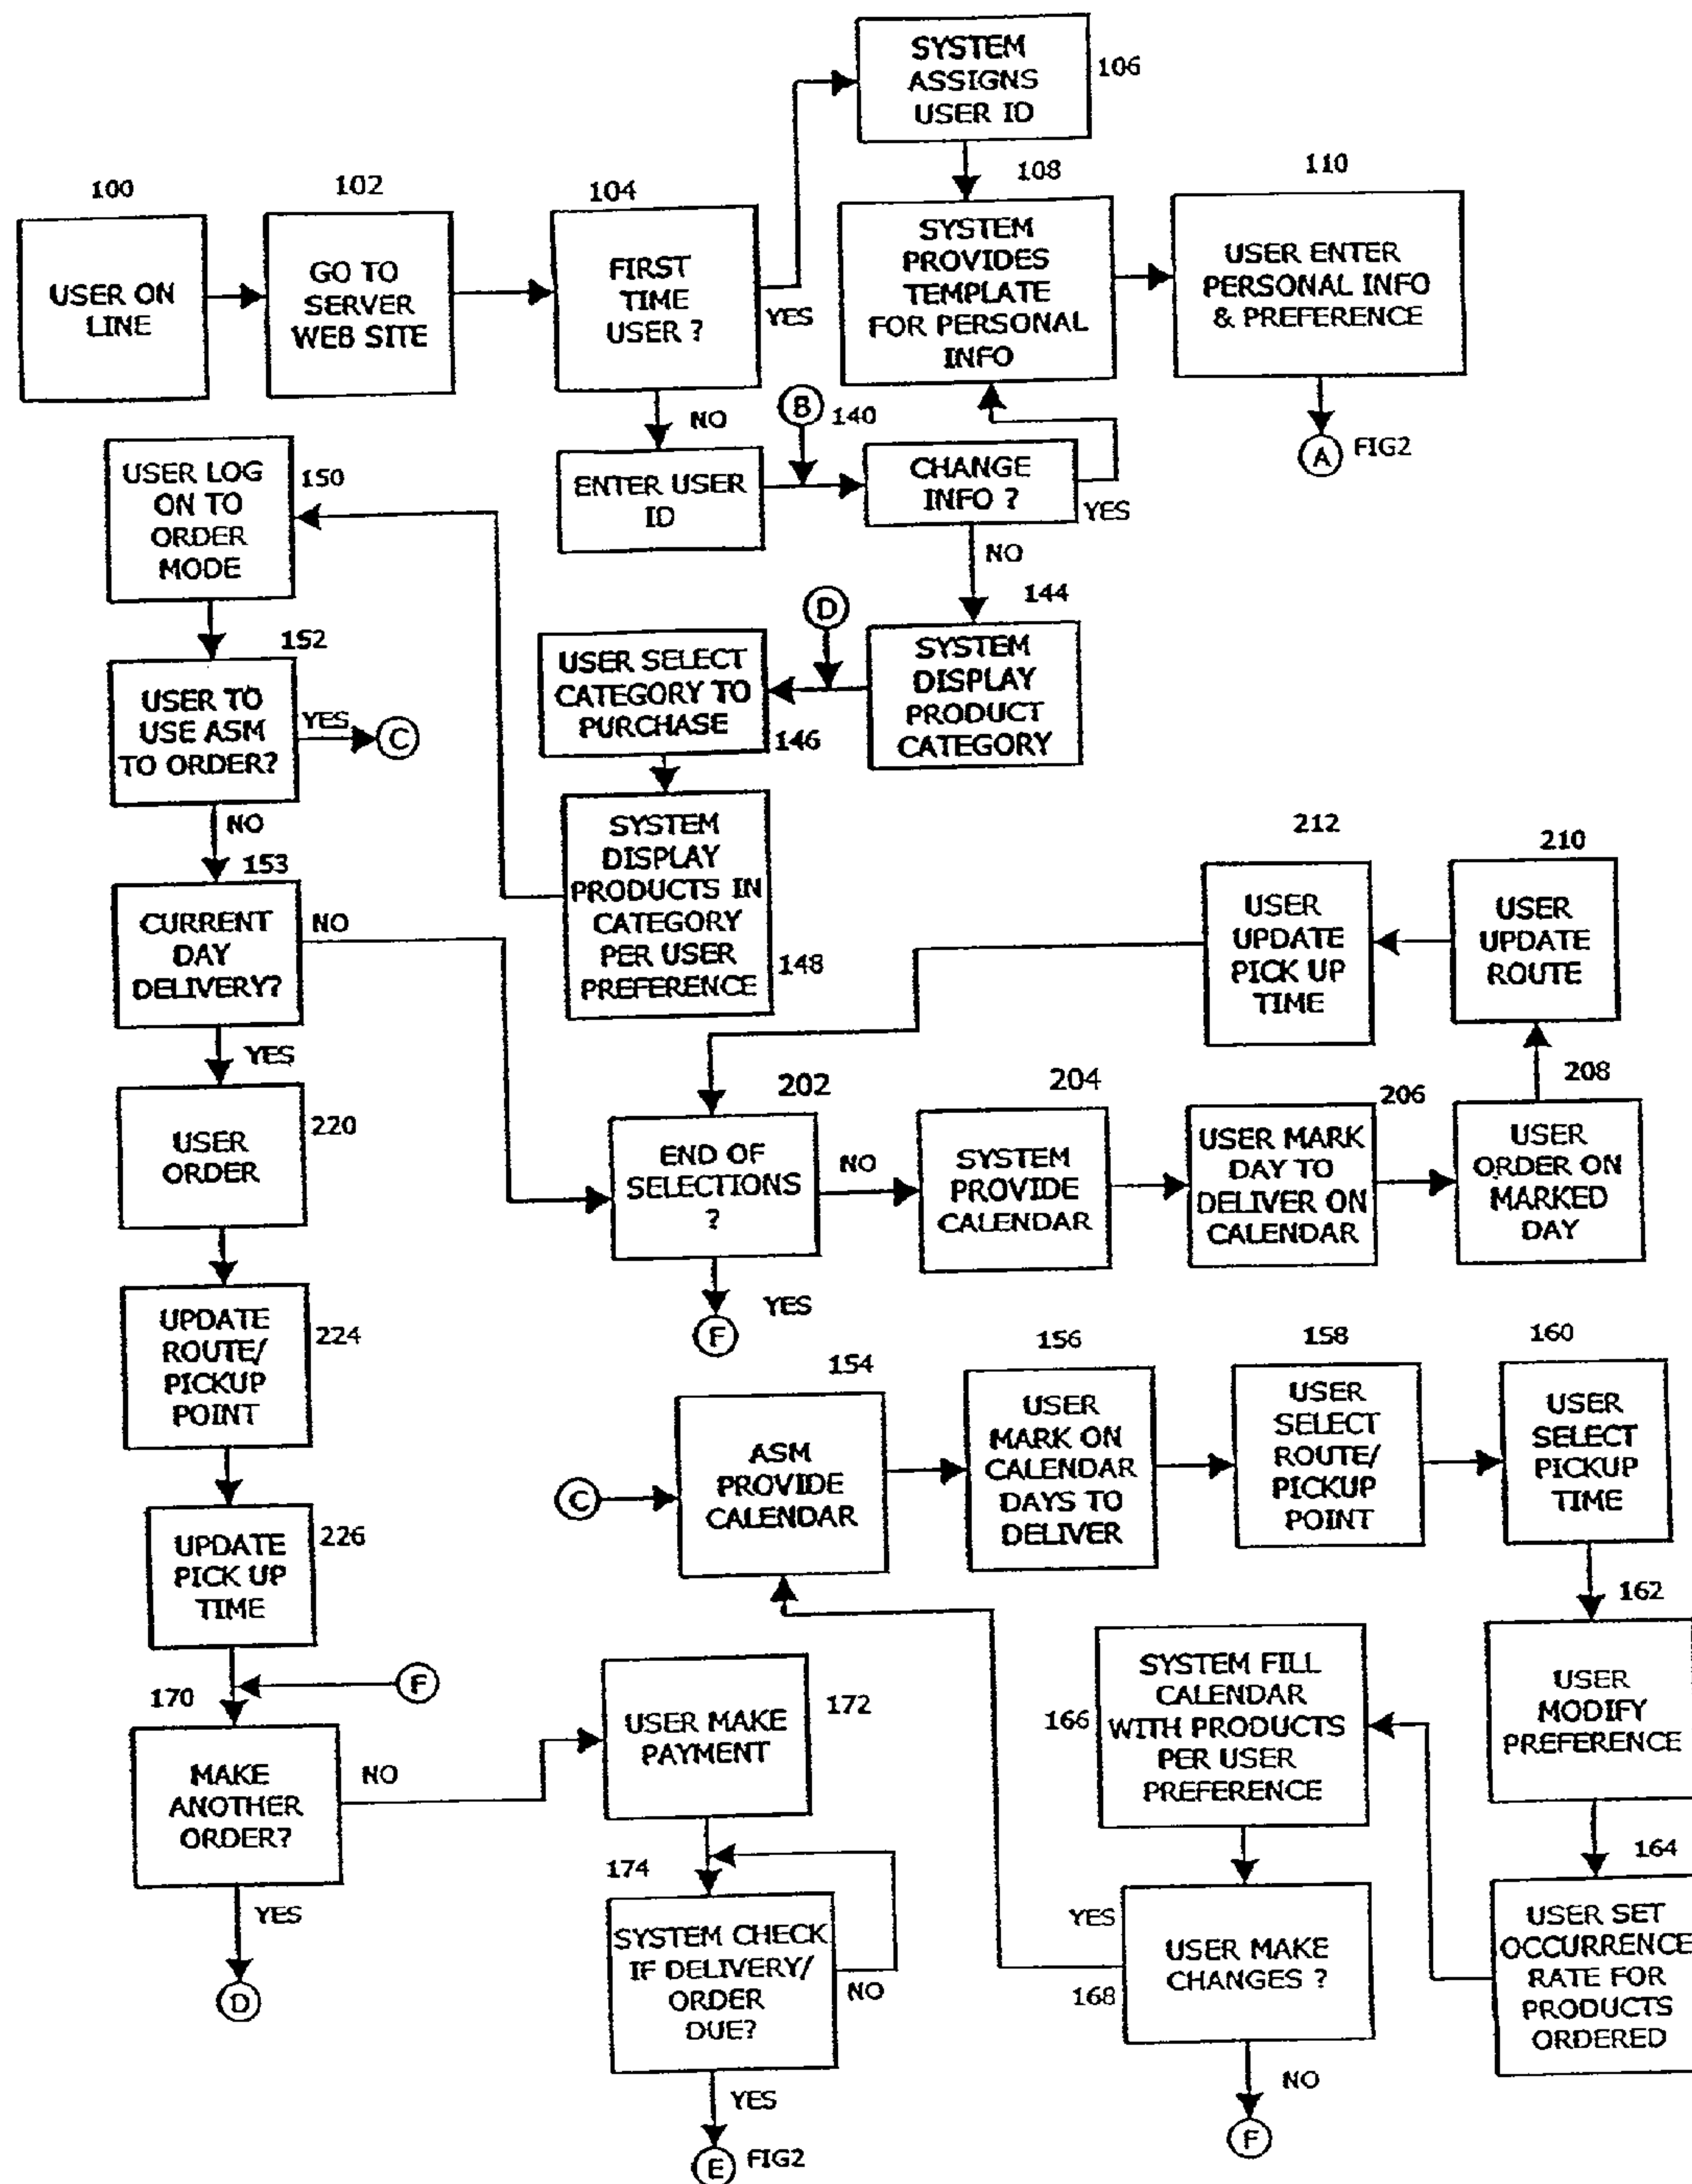 SYSTEM
ASSIGNS
USER ID
106
100
102
104
108
110
USER ON
LINE
GO TO
SERVER
WEB SITE
FIRST
TIME
USER ?
YES
SYSTEM
PROVIDES
TEMPLATE
FOR PERSONAL
INFO
USER ENTER
PERSONAL INFO
& PREFERENCE
NO
B
140
A
FIG2
USER LOG
ON TO
ORDER
MODE
150
ENTER USER
ID
CHANGE
INFO ?
YES
NO
152
D
144
USER TO
USE ASM
TO ORDER?
YES
C
USER SELECT
CATEGORY TO
PURCHASE
146
SYSTEM
DISPLAY
PRODUCT
CATEGORY
NO
153
CURRENT
DAY
DELIVERY?
NO
SYSTEM
DISPLAY
PRODUCTS IN
CATEGORY
PER USER
PREFERENCE
148
212
210
USER
UPDATE
PICK UP
TIME
USER
UPDATE
ROUTE
YES
202
204
206
208
USER
ORDER
220
END OF
SELECTIONS
?
NO
SYSTEM
PROVIDE
CALENDAR
USER MARK
DAY TO
DELIVER ON
CALENDAR
USER
ORDER ON
MARKED
DAY
YES
F
UPDATE
ROUTE/
PICKUP
POINT
224
154
156
158
160
C
ASM
PROVIDE
CALENDAR
USER
MARK ON
CALENDAR
DAYS TO
DELIVER
USER
SELECT
ROUTE/
PICKUP
POINT
USER
SELECT
PICKUP
TIME
UPDATE
PICK UP
TIME
226
162
170
F
USER MAKE
PAYMENT
172
166
SYSTEM FILL
CALENDAR
WITH PRODUCTS
PER USER
PREFERENCE
USER
MODIFY
PREFERENCE
MAKE
ANOTHER
ORDER?
NO
YES
D
174
SYSTEM CHECK
IF DELIVERY/
ORDER
DUE?
NO
YES
168
USER MAKE
CHANGES ?
164
USER SET
OCCURRENCE
RATE FOR
PRODUCTS
ORDERED
YES
E
FIG2
NO
F